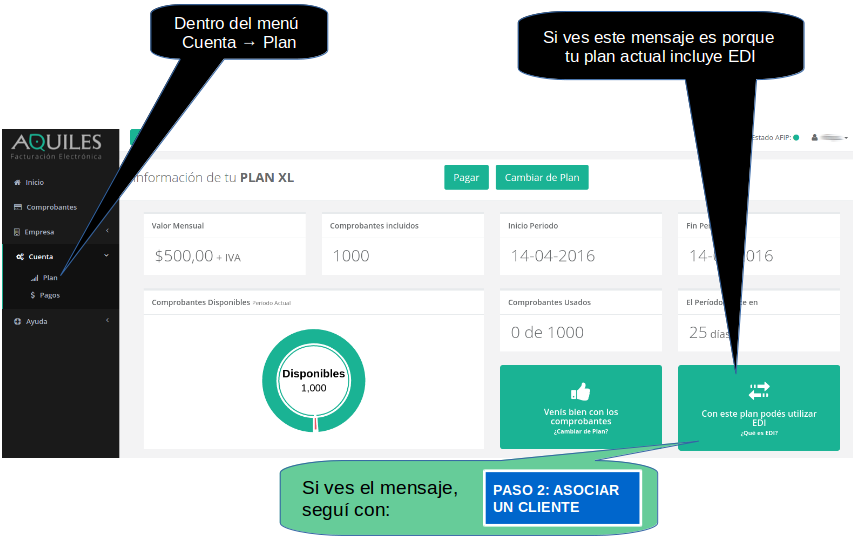 Dentro del menú
Cuenta → Plan
Si ves este mensaje es porque
tu plan actual incluye EDI
AQUILES
Facturación Electrónica
Estado AFIP:
Inicio
Comprobantes
Empresa
Cuenta
Plan
$ Pagos
Ayuda
Información de tu PLAN XL
Pagar
Cambiar de Plan
Valor Mensual
$500,00 + IVA
Comprobantes incluidos
1000
Inicio Periodo
14-04-2016
Fin
14-
016
Comprobantes Disponibles Periodo Actual
Disponibles
1,000
Comprobantes Usados
0 de 1000
El Período
e en
25 días
Venís bien con los
comprobantes
¿Cambiar de Plan?
Con este plan podés utilizar
EDI
¿Qué es EDI?
Si ves el mensaje,
seguí con:
PASO 2: ASOCIAR
UN CLIENTE